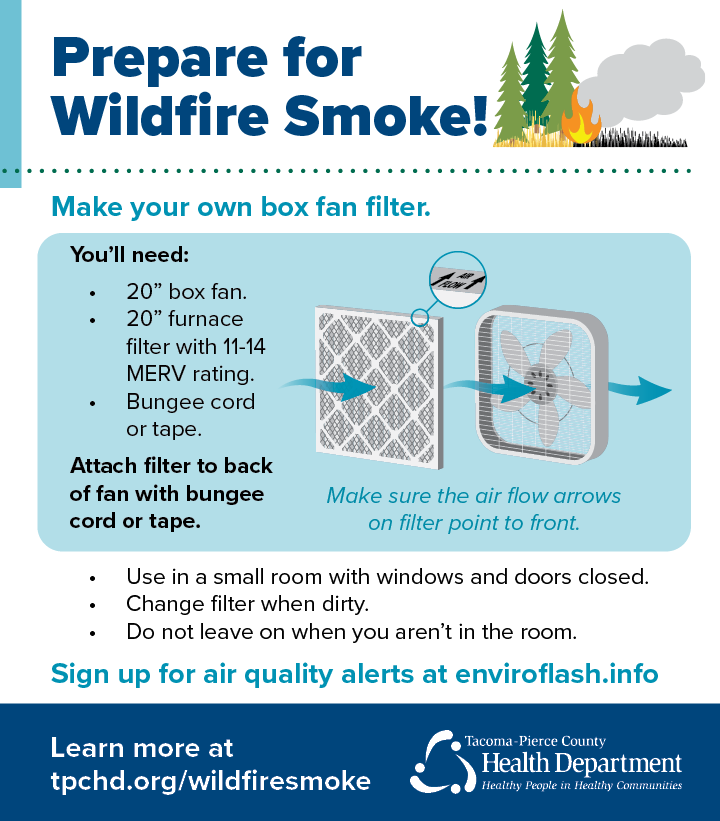 Prepare for
Wildfire Smoke!
Make your own box fan filter.
You’ll need:
• 20” box fan.
• 20” furnace
filter with 11-14
MERV rating.
• Bungee cord
or tape.
Attach filter to back
of fan with bungee
cord or tape.
AIR
FLOW
Make sure the air flow arrows
on filter point to front.
• Use in a small room with windows and doors closed.
• Change filter when dirty.
• Do not leave on when you aren’t in the room.
Sign up for air quality alerts at enviroflash.info
Learn more at
tpchd.org/wildfiresmoke
Tacoma-Pierce County
Health Department
Healthy People in Healthy Communities